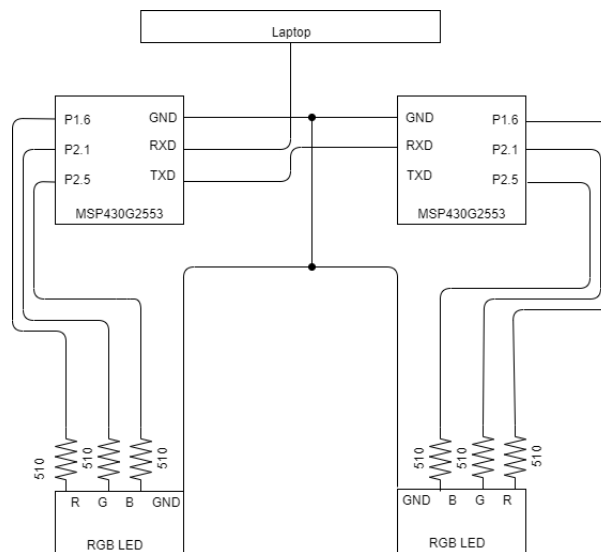 Laptop
P1.6 GND
P2.1 RXD
P2.5 TXD
MSP430G2553
GND P1.6
RXD P2.1
TXD P2.5
MSP430G2553
510 510 510
R G B GND
RGB LED
510 510 510
GND B G R
RGB LED